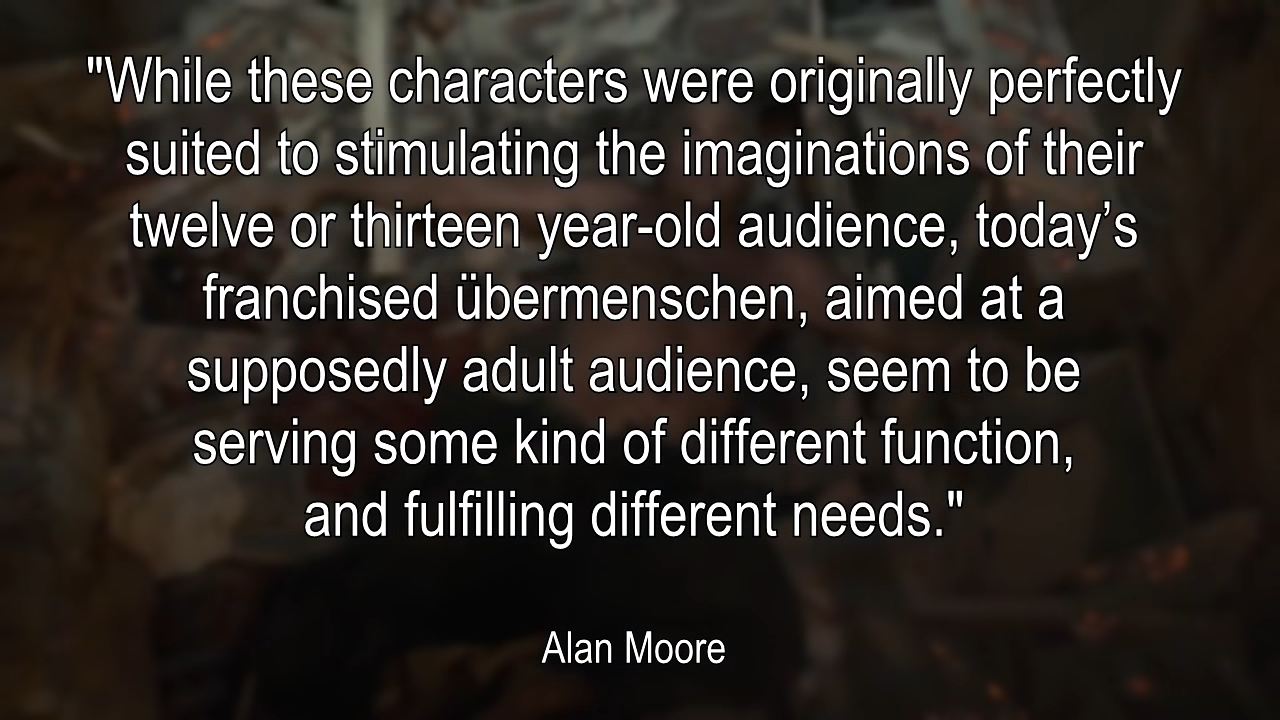 "While these characters were originally perfectly
suited to stimulating the imaginations of their
twelve or thirteen year-old audience, today’s
franchised übermenschen, aimed at a
supposedly adult audience, seem to be
serving some kind of different function,
and fulfilling different needs."
Alan Moore